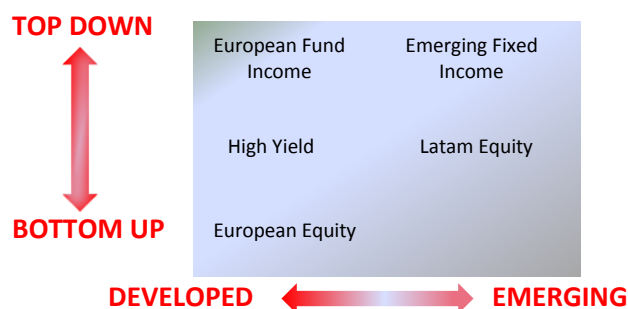 TOP DOWN
European Fund
Income
Emerging Fixed
Income
High Yield
Latam Equity
BOTTOM UP
European Equity
DEVELOPED
EMERGING